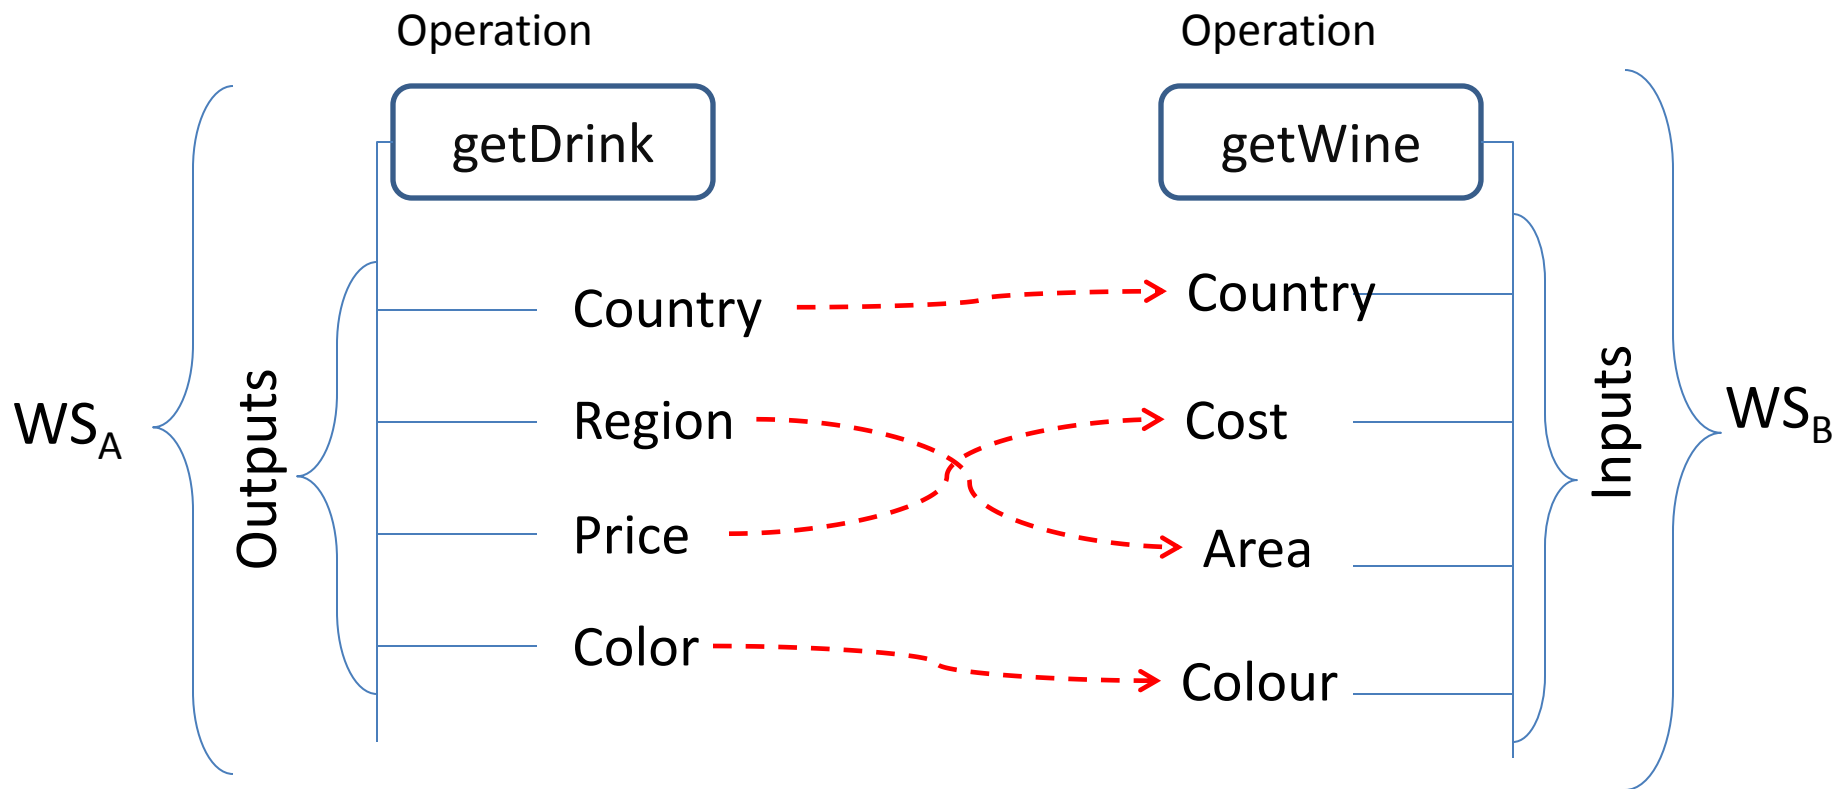 Operation
Operation
getDrink
getWine
Country
Country
Region
Cost
Price
Area
Color
Colour
Outputs
Inputs
WSA
WSB